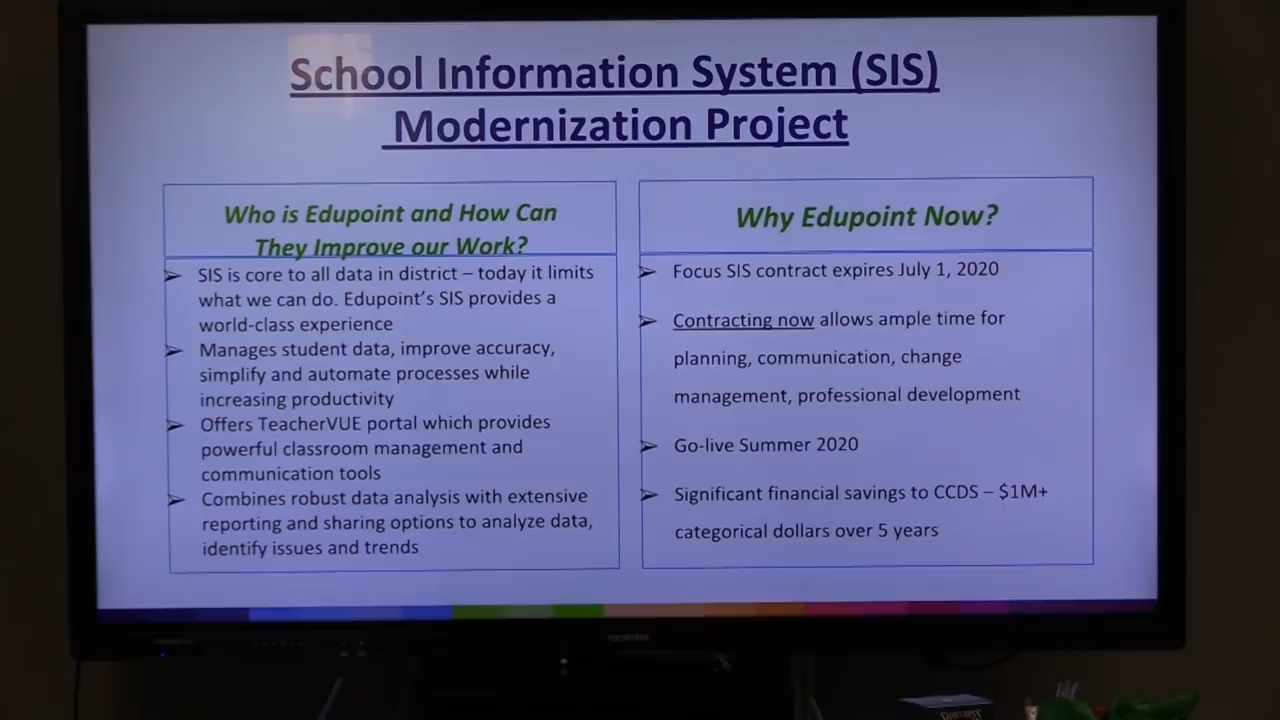 School Information System (SIS)
Modernization Project
Who is Edupoint and How Can
They Improve our Work?
➢ SIS is core to all data in district – today it limits
what we can do. Edupoint's SIS provides a
world-class experience
➢ Manages student data, improve accuracy,
simplify and automate processes while
increasing productivity
➢ Offers TeacherVUE portal which provides
powerful classroom management and
communication tools
➢ Combines robust data analysis with extensive
reporting and sharing options to analyze data,
identify issues and trends
Why Edupoint Now?
➢ Focus SIS contract expires July 1, 2020
➢ Contracting now allows ample time for
planning, communication, change
management, professional development
➢ Go-live Summer 2020
➢ Significant financial savings to CCDS – $1M+
categorical dollars over 5 years